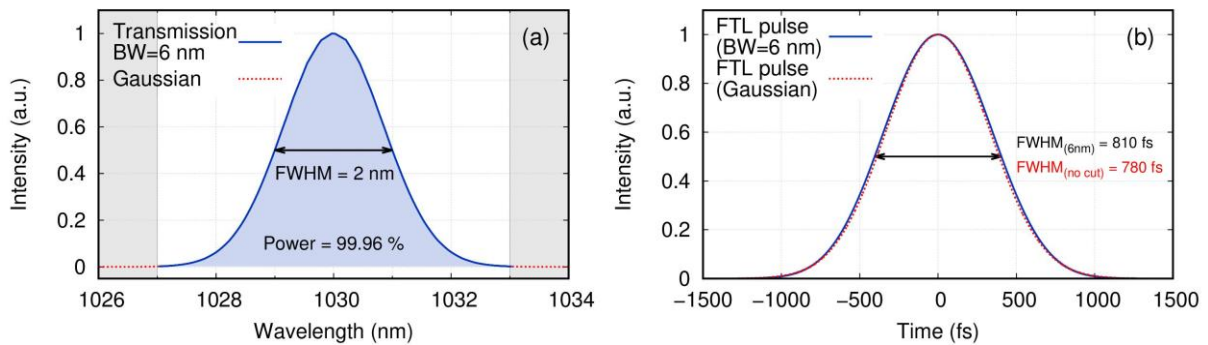 Transmission
BW=6 nm
Gaussian
(a)
FWHM = 2 nm
Power = 99.96 %
1
0.8
0.6
0.4
0.2
0
1026
1028
1030
1032
1034
Intensity (a.u.)
Wavelength (nm)
FTL pulse
(BW=6 nm)
FTL pulse
(Gaussian)
(b)
FWHM(6nm) = 810 fs
FWHM(no cut) = 780 fs
1
0.8
0.6
0.4
0.2
0
−1500
−1000
−500
0
500
1000
1500
Intensity (a.u.)
Time (fs)